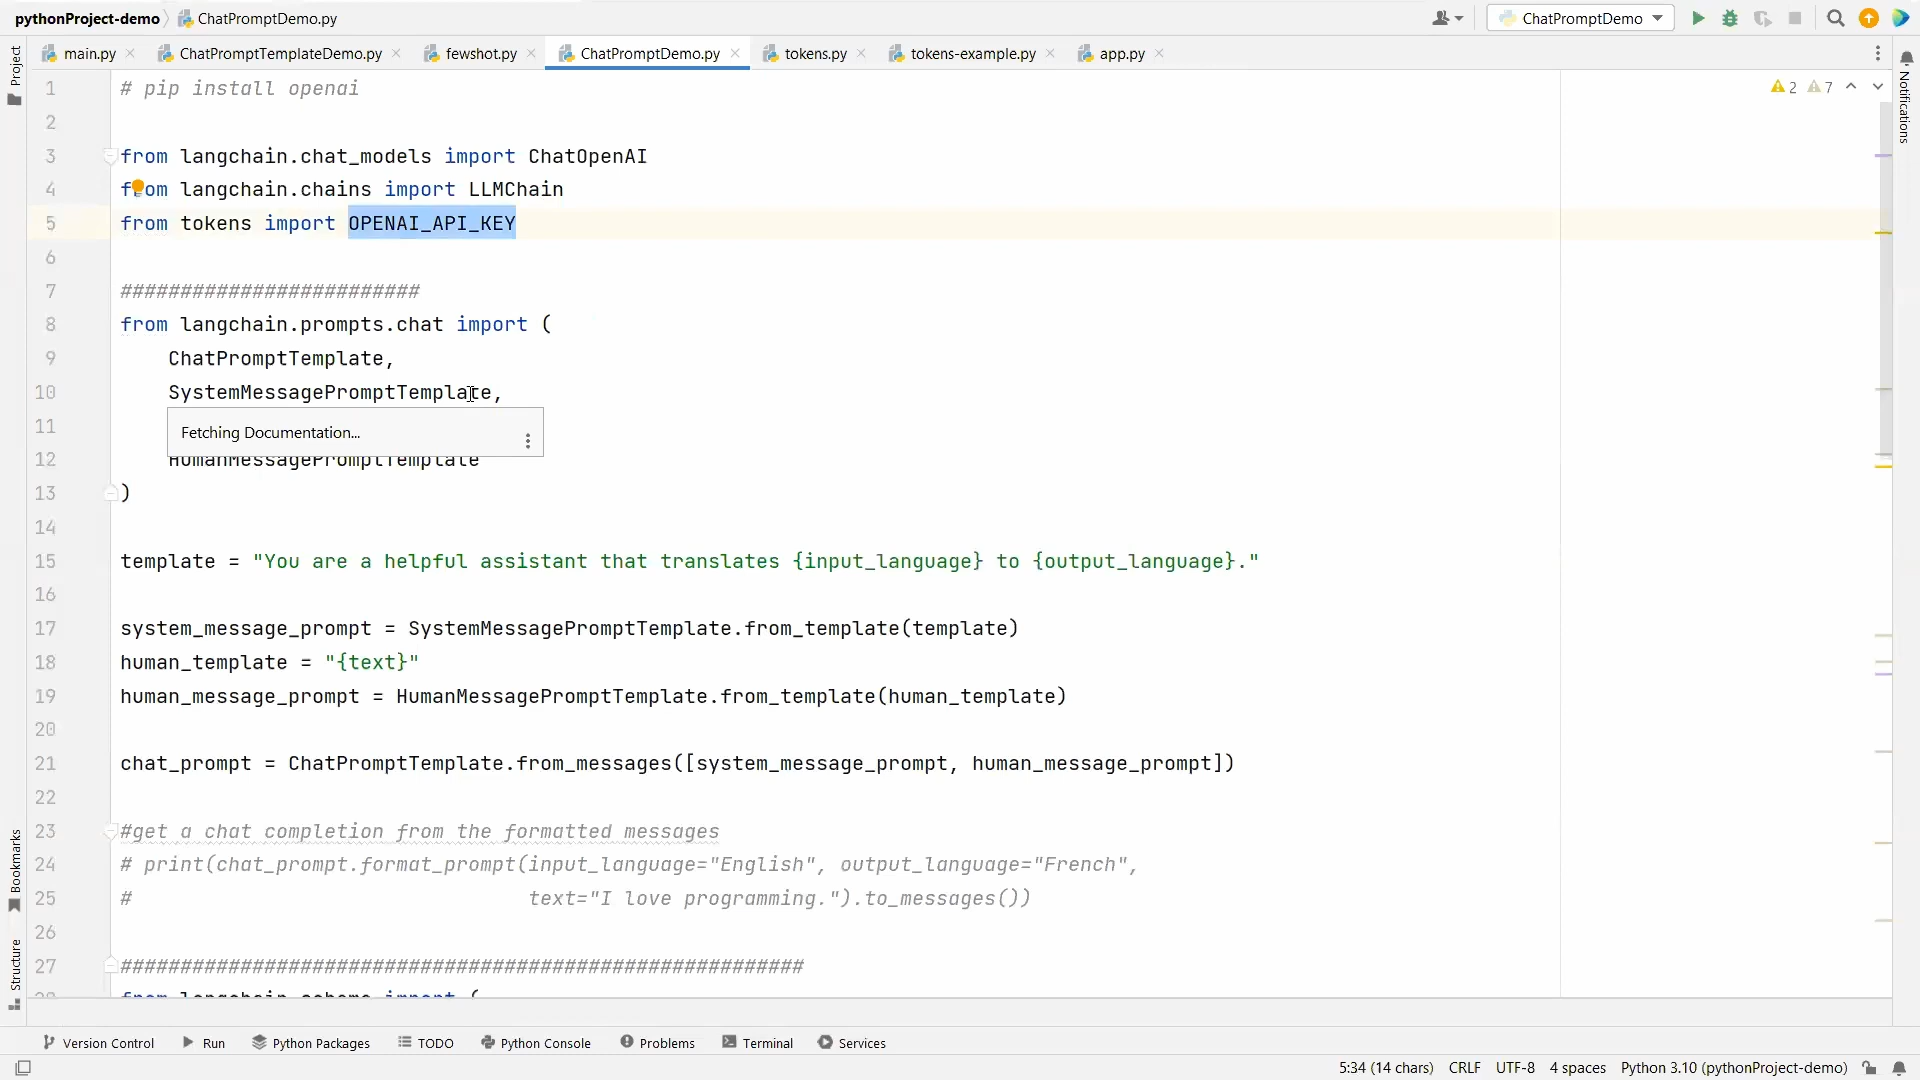 pythonProject-demo ChatPromptDemo.py ChatPromptDemo
main.py ChatPromptTemplateDemo.py fewshot.py ChatPromptDemo.py tokens.py tokens-example.py app.py
Project
Notifications
2 7
1 # pip install openai
2
3 from langchain.chat_models import ChatOpenAI
4 from langchain.chains import LLMChain
5 from tokens import OPENAI_API_KEY
6
7 #########################
8 from langchain.prompts.chat import (
9 ChatPromptTemplate,
10 SystemMessagePromptTemplate,
11 Fetching Documentation...
12 HumanMessagePromptTemplate
13 )
14
15 template = "You are a helpful assistant that translates {input_language} to {output_language}."
16
17 system_message_prompt = SystemMessagePromptTemplate.from_template(template)
18 human_template = "{text}"
19 human_message_prompt = HumanMessagePromptTemplate.from_template(human_template)
20
21 chat_prompt = ChatPromptTemplate.from_messages([system_message_prompt, human_message_prompt])
22
23 #get a chat completion from the formatted messages
24 # print(chat_prompt.format_prompt(input_language="English", output_language="French",
25 # text="I love programming.").to_messages())
26
27 #########################################################
28 from langchain.schema import (
Bookmarks
Structure
Version Control Run Python Packages TODO Python Console Problems Terminal Services
5:34 (14 chars) CRLF UTF-8 4 spaces Python 3.10 (pythonProject-demo)